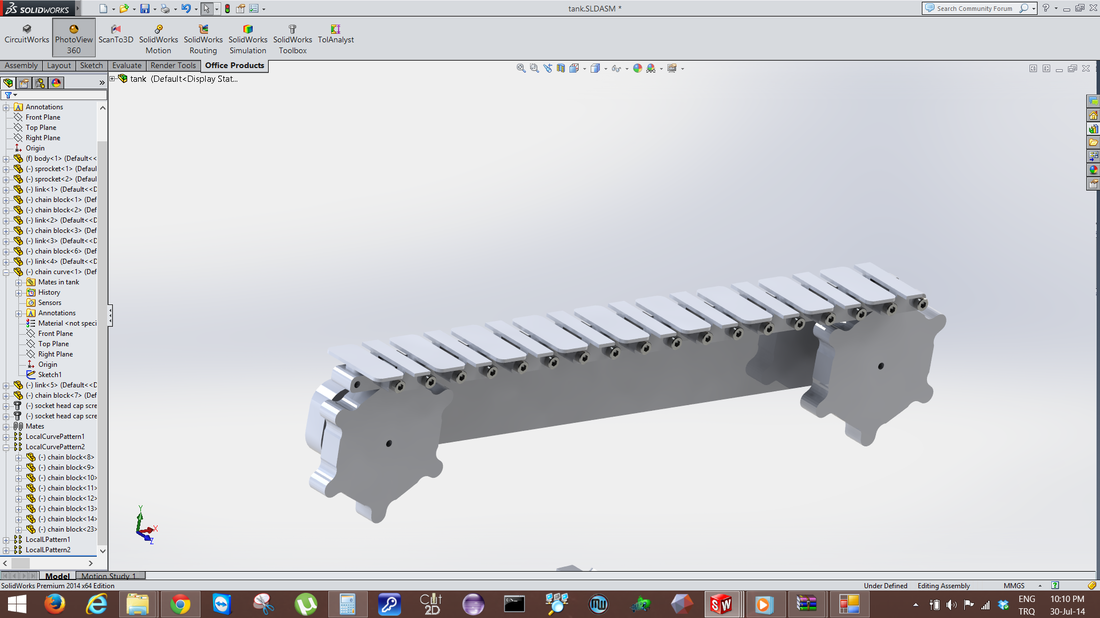 SOLIDWORKS
tank.SLDASM *
Search Community Forum
CircuitWorks
PhotoView 360
ScanTo3D
SolidWorks Motion
SolidWorks Routing
SolidWorks Simulation
SolidWorks Toolbox
TolAnalyst
Assembly Layout Sketch Evaluate Render Tools Office Products
tank (Default<Display Stat...
Annotations
Front Plane
Top Plane
Right Plane
Origin
(f) body<1> (Default<<
(-) sprocket<1> (Defaul
(-) sprocket<2> (Defaul
(-) link<1> (Default<<D
(-) chain block<1> (Def
(-) chain block<2> (Def
(-) link<2> (Default<<D
(-) chain block<3> (Def
(-) link<3> (Default<<D
(-) chain block<6> (Def
(-) link<4> (Default<<D
(-) chain curve<1> (Def
Mates in tank
History
Sensors
Annotations
Material <not speci
Front Plane
Top Plane
Right Plane
Origin
Sketch1
(-) link<5> (Default<<D
(-) chain block<7> (Def
(-) socket head cap scre
(-) socket head cap scre
Mates
LocalCurvePattern1
LocalCurvePattern2
(-) chain block<8>
(-) chain block<9>
(-) chain block<10>
(-) chain block<11>
(-) chain block<12>
(-) chain block<13>
(-) chain block<14>
(-) chain block<23>
LocalLPattern1
LocalLPattern2
Y
X
Z
Model Motion Study 1
SolidWorks Premium 2014 x64 Edition
Under Defined Editing Assembly MMGS
2D
SW
ENG 10:10 PM
TRQ 30-Jul-14